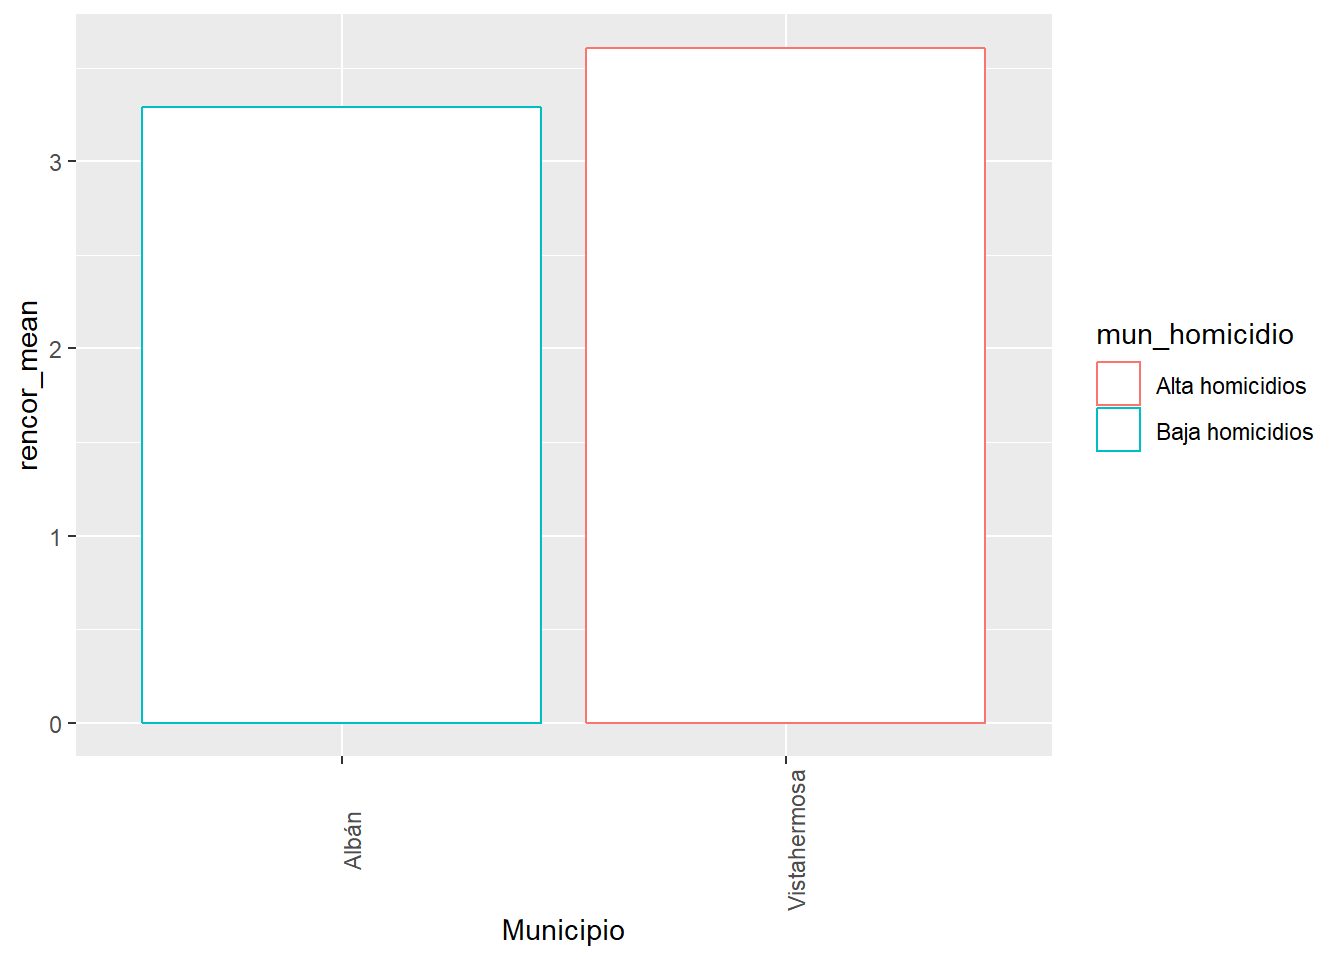 rencor_mean
3
2
1
0
Albán
Vistahermosa
Municipio
mun_homicidio
Alta homicidios
Baja homicidios